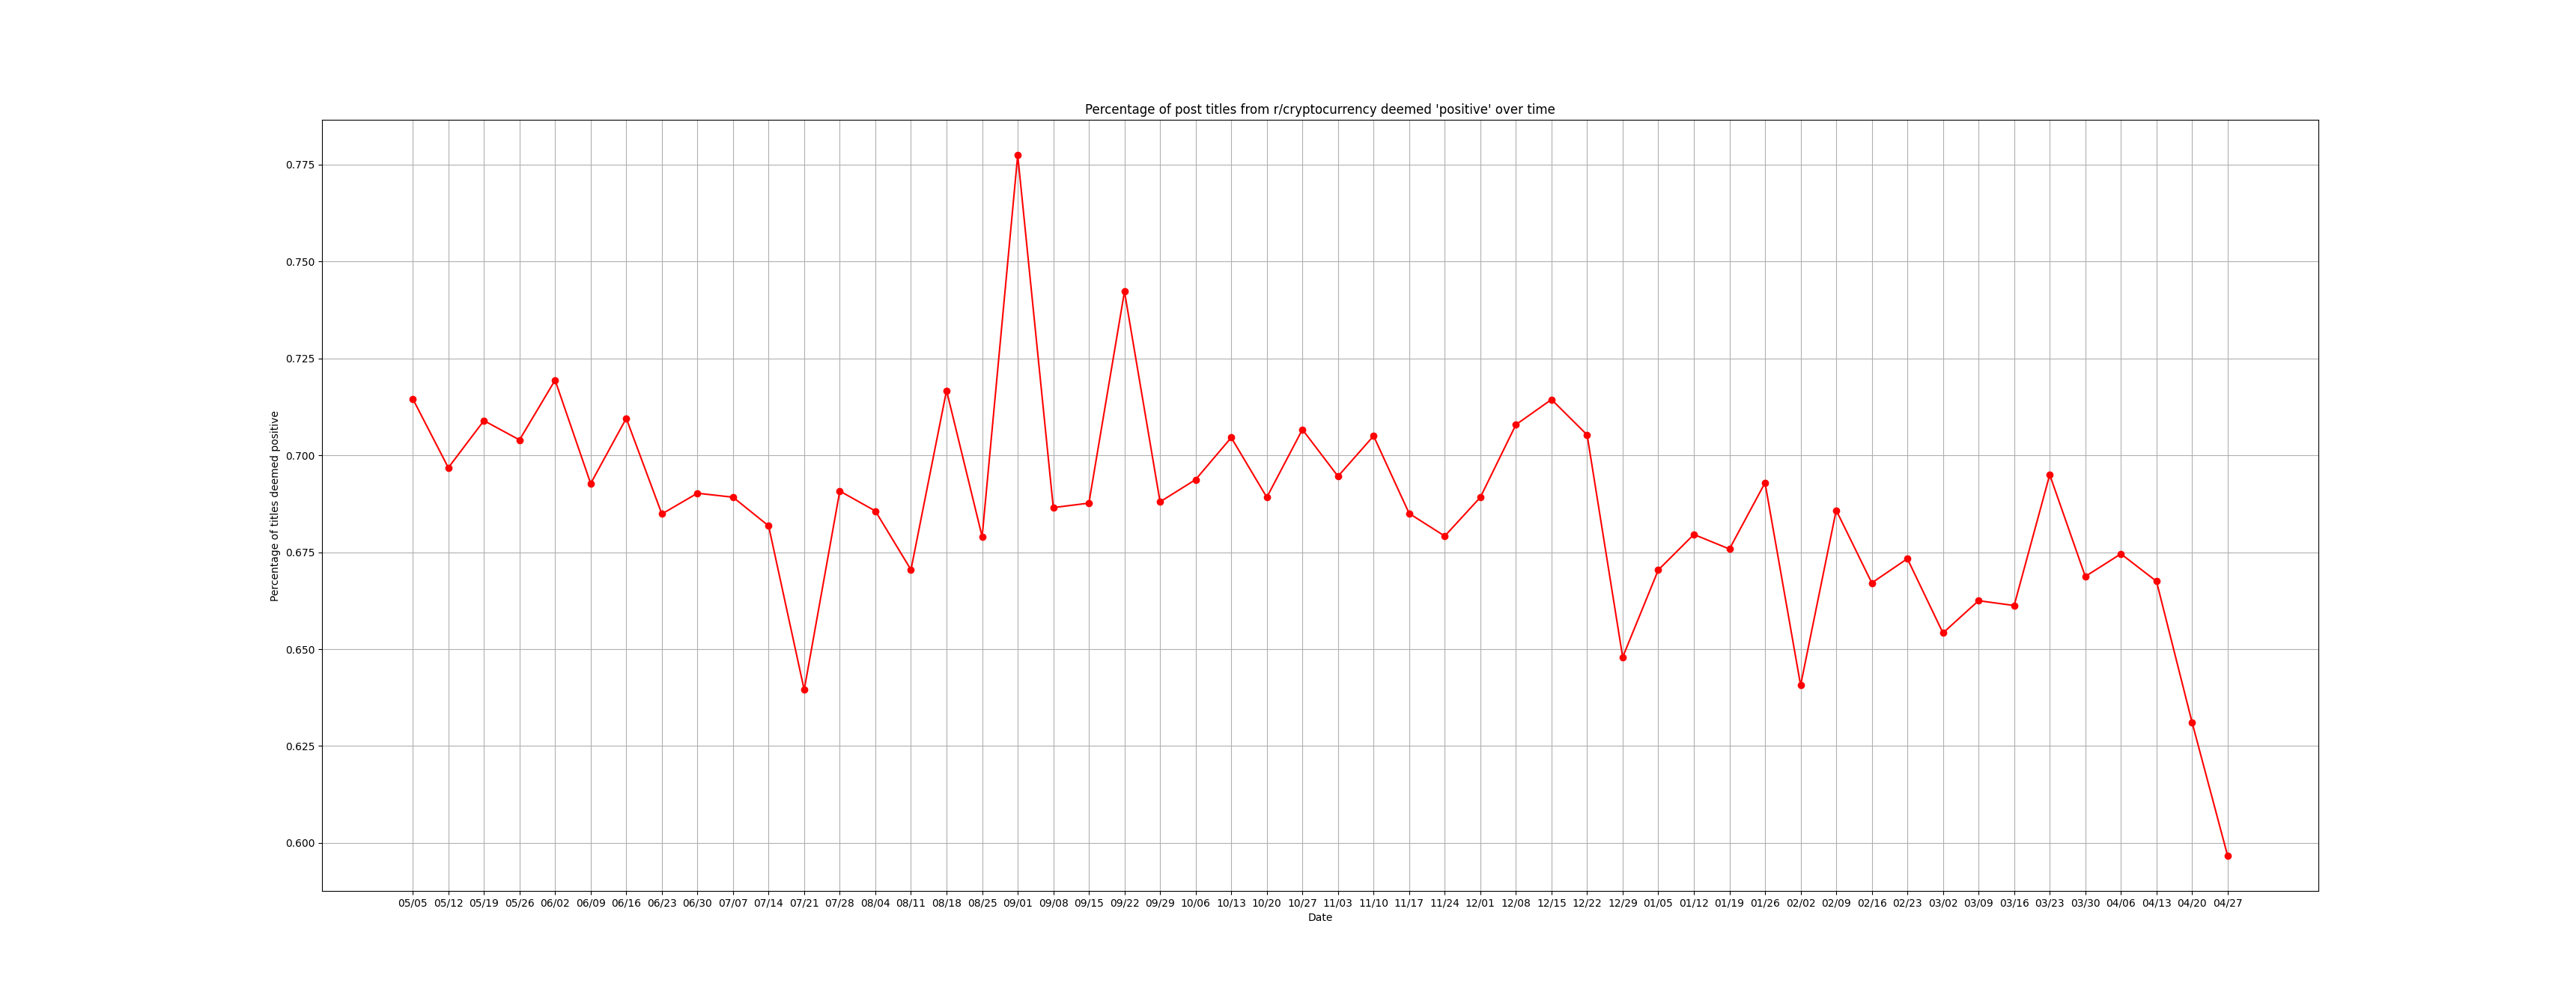 Percentage of post titles from r/cryptocurrency deemed 'positive' over time
0.775
0.750
0.725
0.700
0.675
0.650
0.625
0.600
Percentage of titles deemed positive
05/05 05/12 05/19 05/26 06/02 06/09 06/16 06/23 06/30 07/07 07/14 07/21 07/28 08/04 08/11 08/18 08/25 09/01 09/08 09/15 09/22 09/29 10/06 10/13 10/20 10/27 11/03 11/10 11/17 11/24 12/01 12/08 12/15 12/22 12/29 01/05 01/12 01/19 01/26 02/02 02/09 02/16 02/23 03/02 03/09 03/16 03/23 03/30 04/06 04/13 04/20 04/27
Date